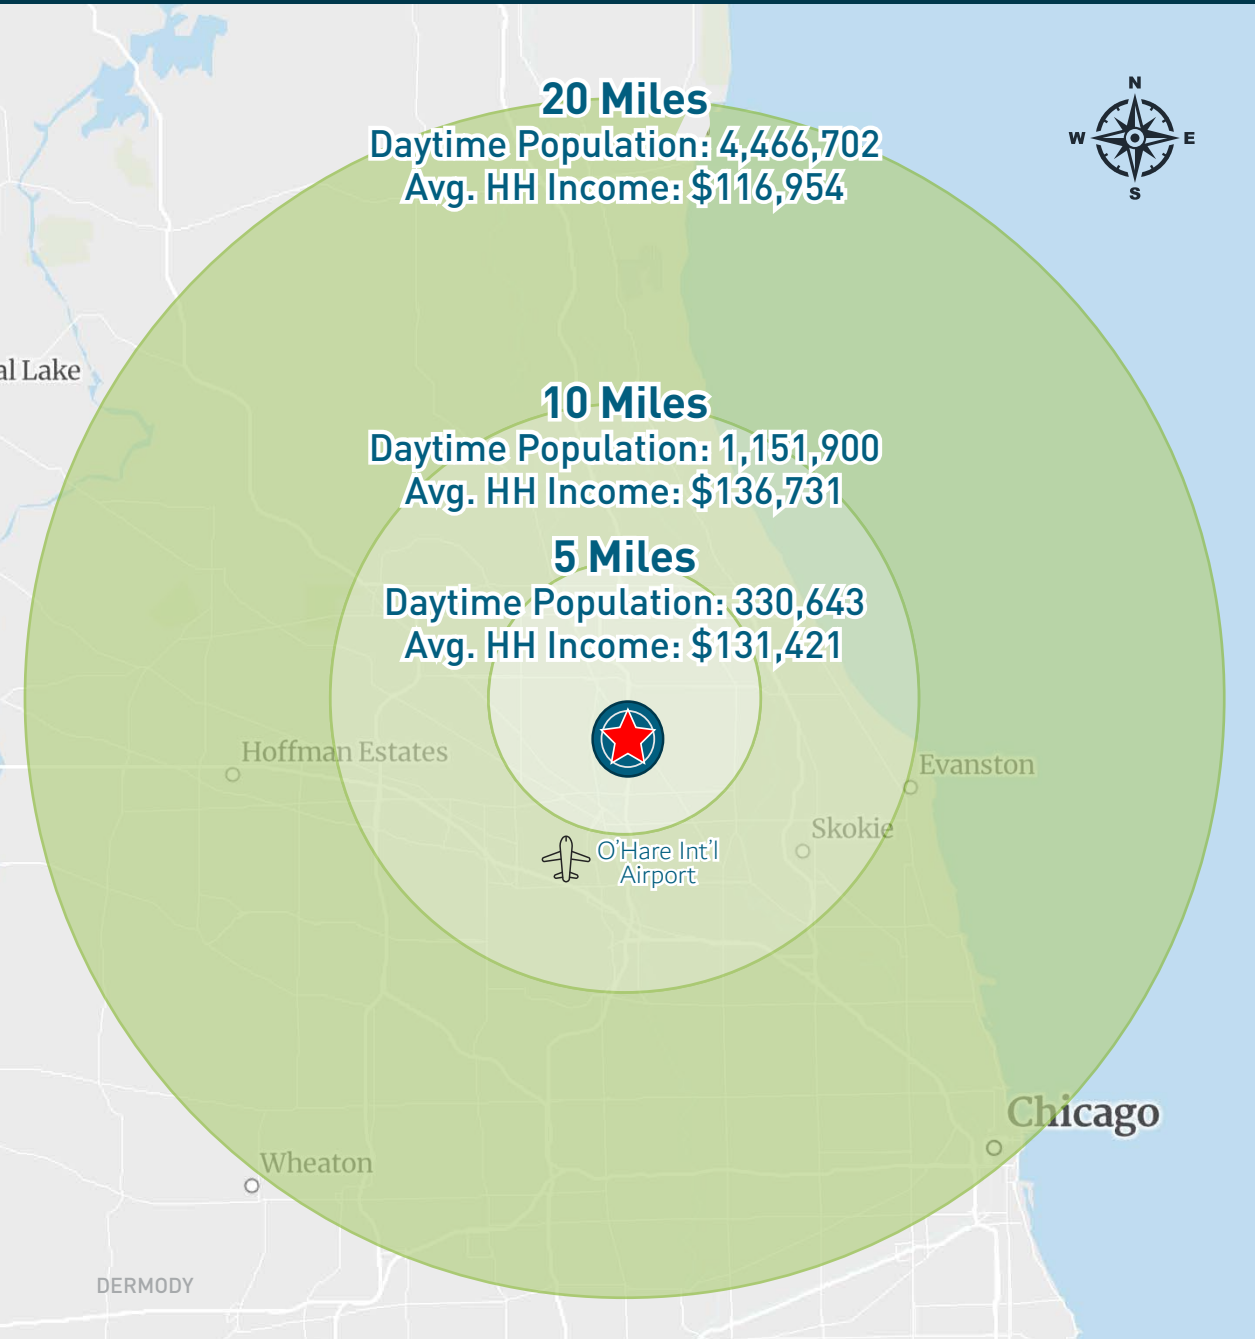 20 Miles
Daytime Population: 4,466,702
Avg. HH Income: $116,954
N
W E
S
al Lake
10 Miles
Daytime Population: 1,151,900
Avg. HH Income: $136,731
5 Miles
Daytime Population: 330,643
Avg. HH Income: $131,421
Hoffman Estates
Evanston
Skokie
O'Hare Int'l
Airport
Chicago
Wheaton
DERMODY